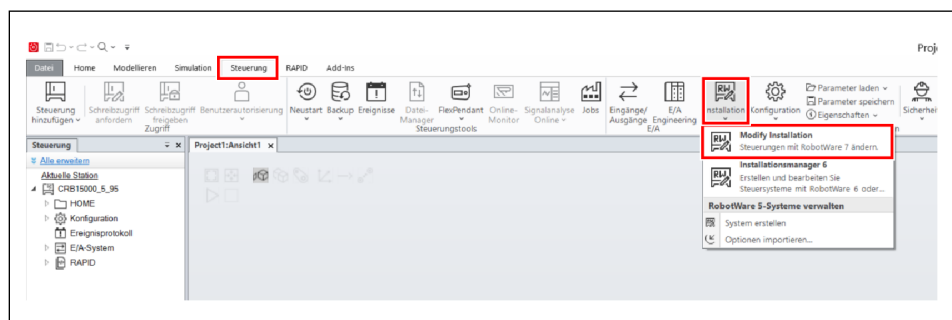 Proje
Datei Home Modellieren Simulation Steuerung RAPID Add-Ins
Steuerung hinzufügen
Schreibzugriff anfordern
Schreibzugriff freigeben
Benutzerautorisierung
Zugriff
Neustart
Backup
Ereignisse
Datei-Manager
FlexPendant
Online-Monitor
Signalanalyse Online
Jobs
Steuerungstools
Eingänge/ Ausgänge
E/A Engineering
E/A
Installation
Konfiguration
Parameter laden
Parameter speichern
Eigenschaften
n
Steuerung
Project1:Ansicht1
Alle erweitern
Aktuelle Station
CRB15000_5_95
HOME
Konfiguration
Ereignisprotokoll
E/A-System
RAPID
RW
Modify Installation
Steuerungen mit RobotWare 7 ändern.
RW
Installationsmanager 6
Erstellen und bearbeiten Sie
Steuersysteme mit RobotWare 6 oder...
RobotWare 5-Systeme verwalten
System erstellen
Optionen importieren...